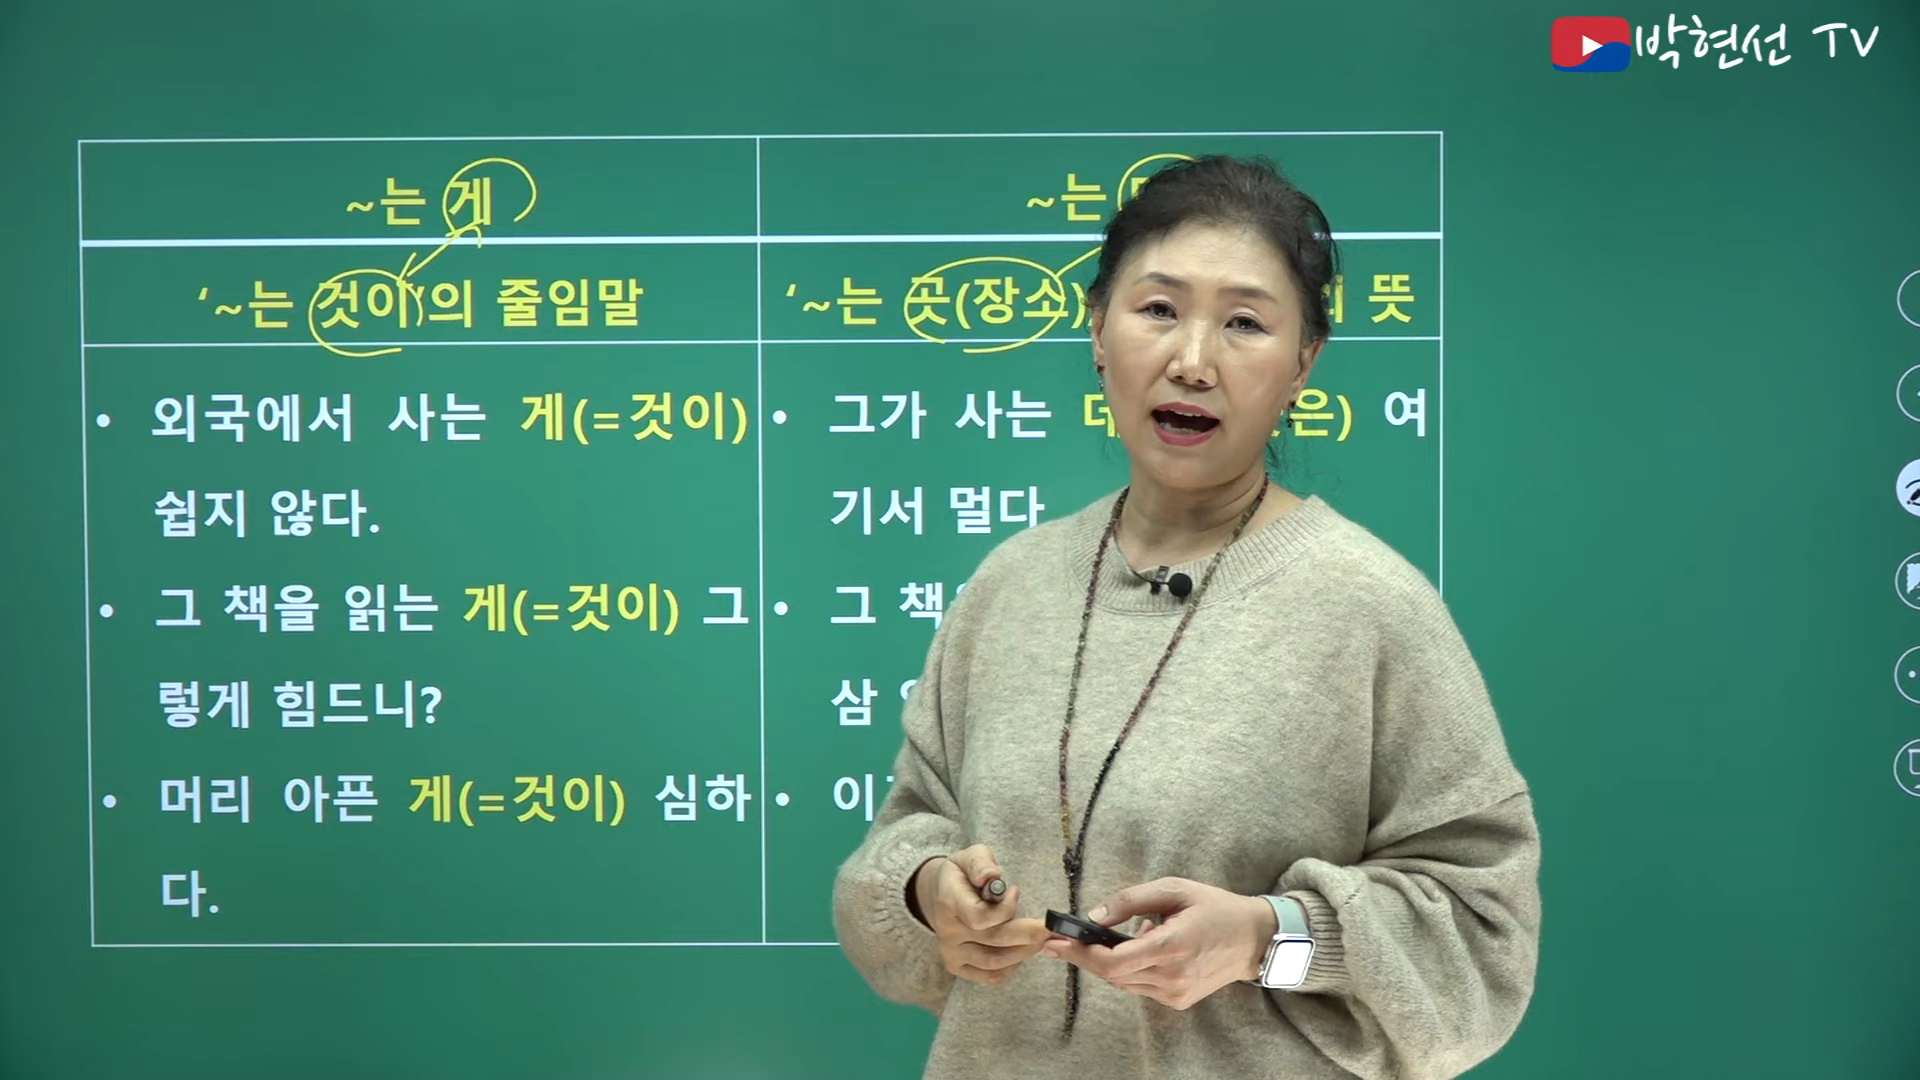 박현선 TV
~는 게
~는
'~는 것이'의 줄임말
'~는 곳(장소) 뜻
• 외국에서 사는 게(=것이)
쉽지 않다.
• 그 책을 읽는 게(=것이) 그
렇게 힘드니?
• 머리 아픈 게(=것이) 심하
다.
• 그가 사는 데 은) 여
기서 멀다
• 그 책
삼
• 이